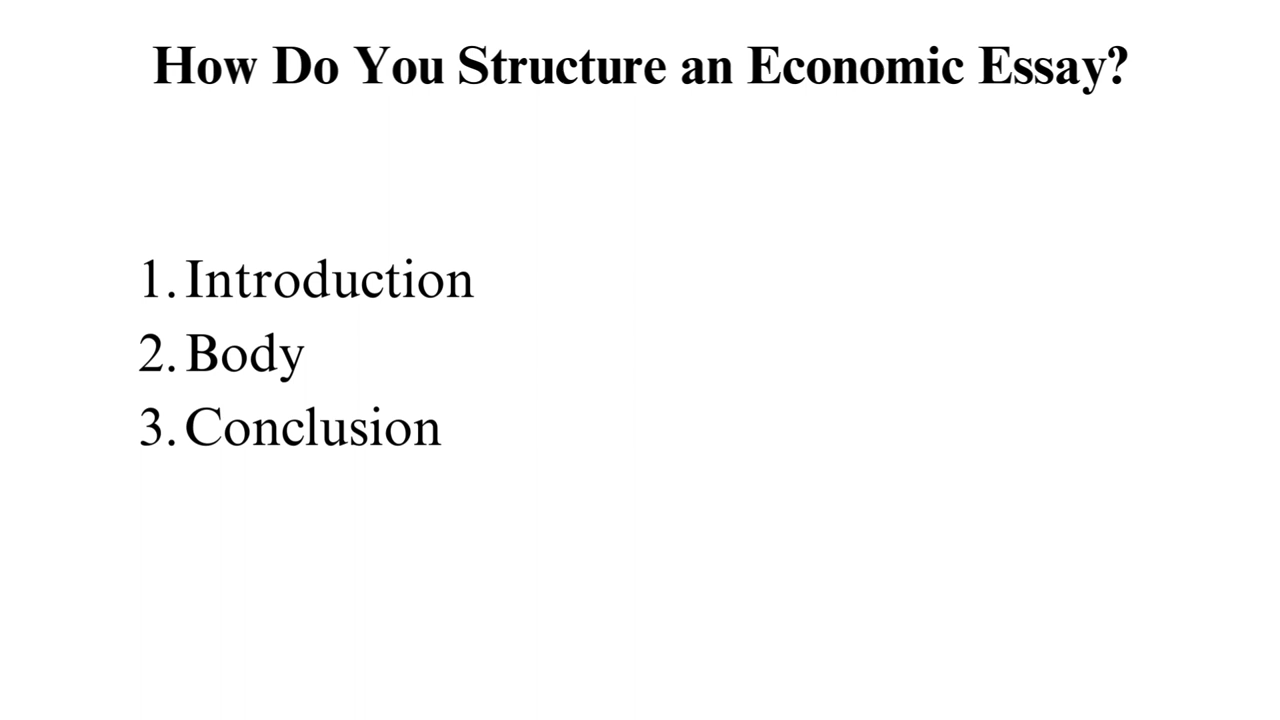 How Do You Structure an Economic Essay?
1. Introduction
2. Body
3. Conclusion